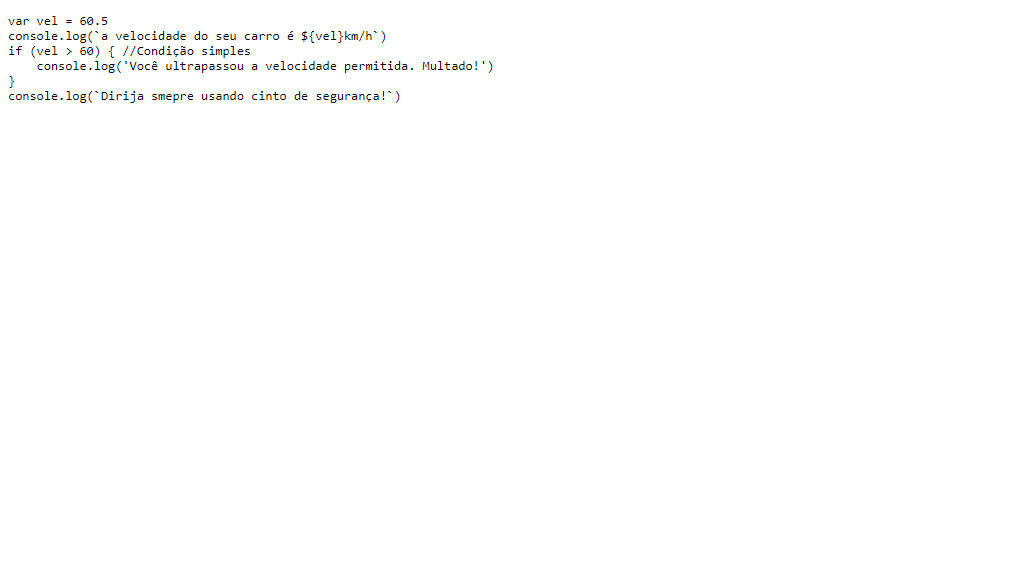 var vel = 60.5
console.log(`a velocidade do seu carro é ${vel}km/h`)
if (vel > 60) { //Condição simples
    console.log('Você ultrapassou a velocidade permitida. Multado!')
}
console.log(`Dirija smepre usando cinto de segurança!`)